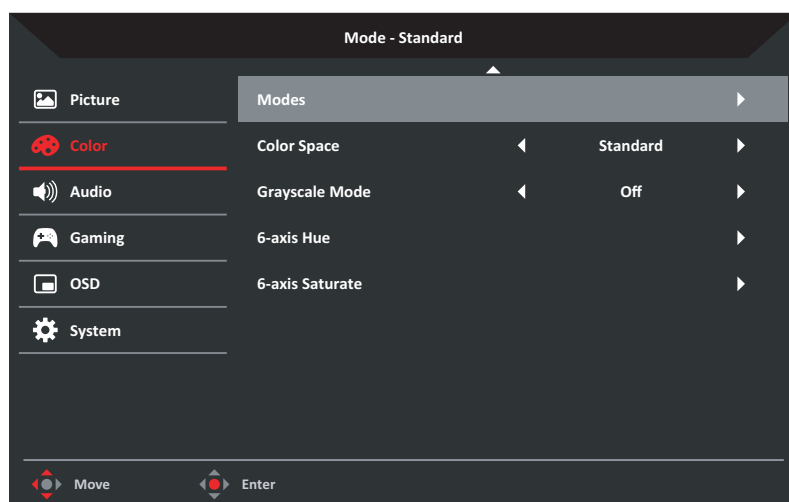 Mode - Standard
Picture
Modes
Color
Color Space Standard
Audio
Grayscale Mode Off
Gaming
6-axis Hue
OSD
6-axis Saturate
System
Move Enter